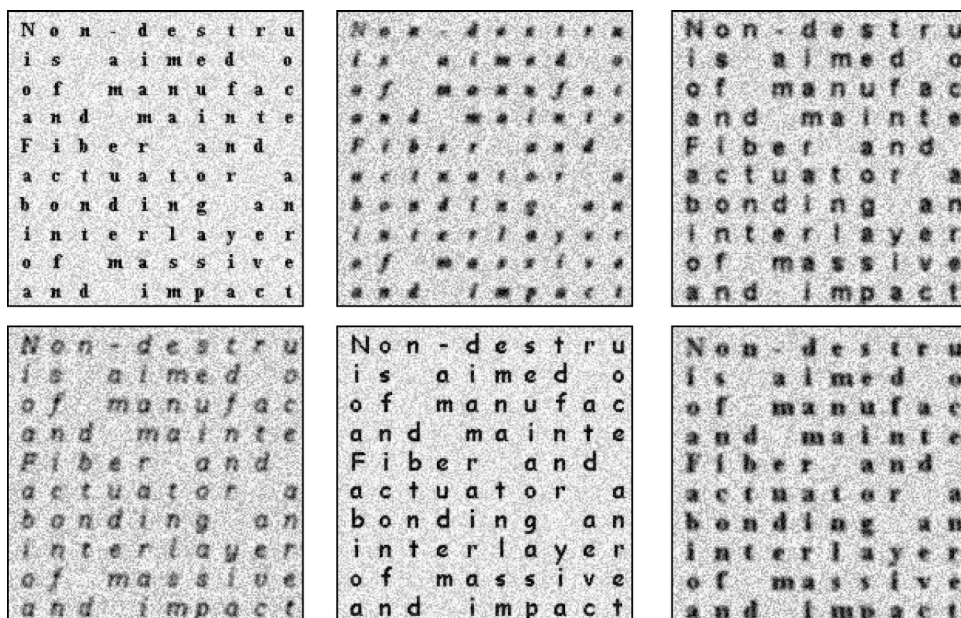 Non-destru
is aimed o
of manufac
and mainte
Fiber and
actuator a
bonding an
interlayer
of massive
and impact
Non-destru
is aimed o
of manufac
and mainte
Fiber and
actuator a
bonding an
interlayer
of massive
and impact
Non-destru
is aimed o
of manufac
and mainte
Fiber and
actuator a
bonding an
interlayer
of massive
and impact
Non-destru
is aimed o
of manufac
and mainte
Fiber and
actuator a
bonding an
interlayer
of massive
and impact
Non-destru
is aimed o
of manufac
and mainte
Fiber and
actuator a
bonding an
interlayer
of massive
and impact
Non-destru
is aimed o
of manufac
and mainte
Fiber and
actuator a
bonding an
interlayer
of massive
and impact